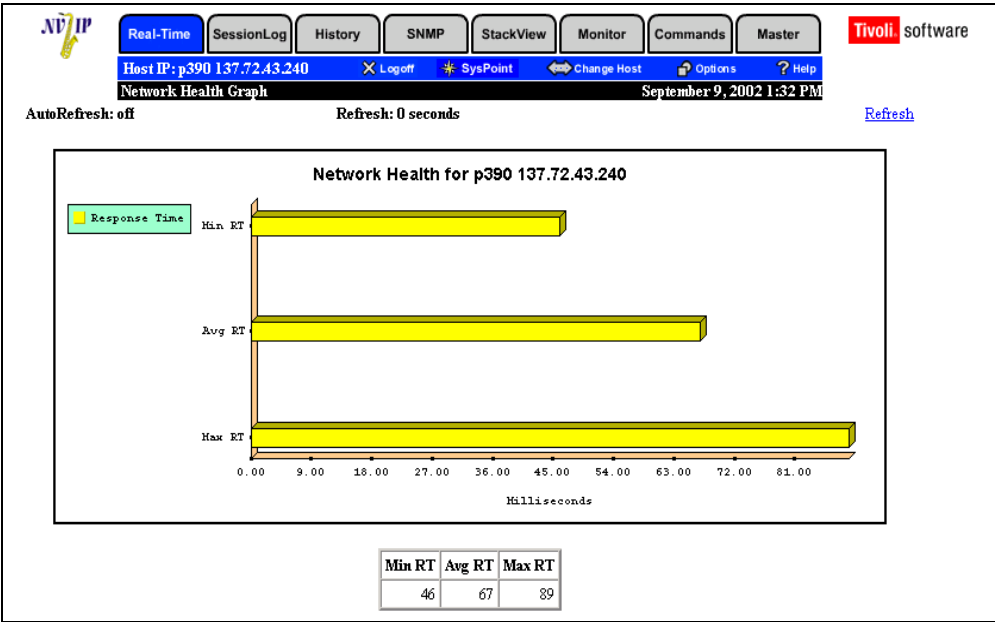 NV IP
Real-Time SessionLog History SNMP StackView Monitor Commands Master
Tivoli. software
Host IP: p390 137.72.43.240 Logoff SysPoint Change Host Options ? Help
Network Health Graph September 9, 2002 1:32 PM
AutoRefresh: off Refresh: 0 seconds Refresh
Network Health for p390 137.72.43.240
Response Time
Min RT
Avg RT
Max RT
0.00 9.00 18.00 27.00 36.00 45.00 54.00 63.00 72.00 81.00
Milliseconds
Min RT Avg RT Max RT
46 67 89